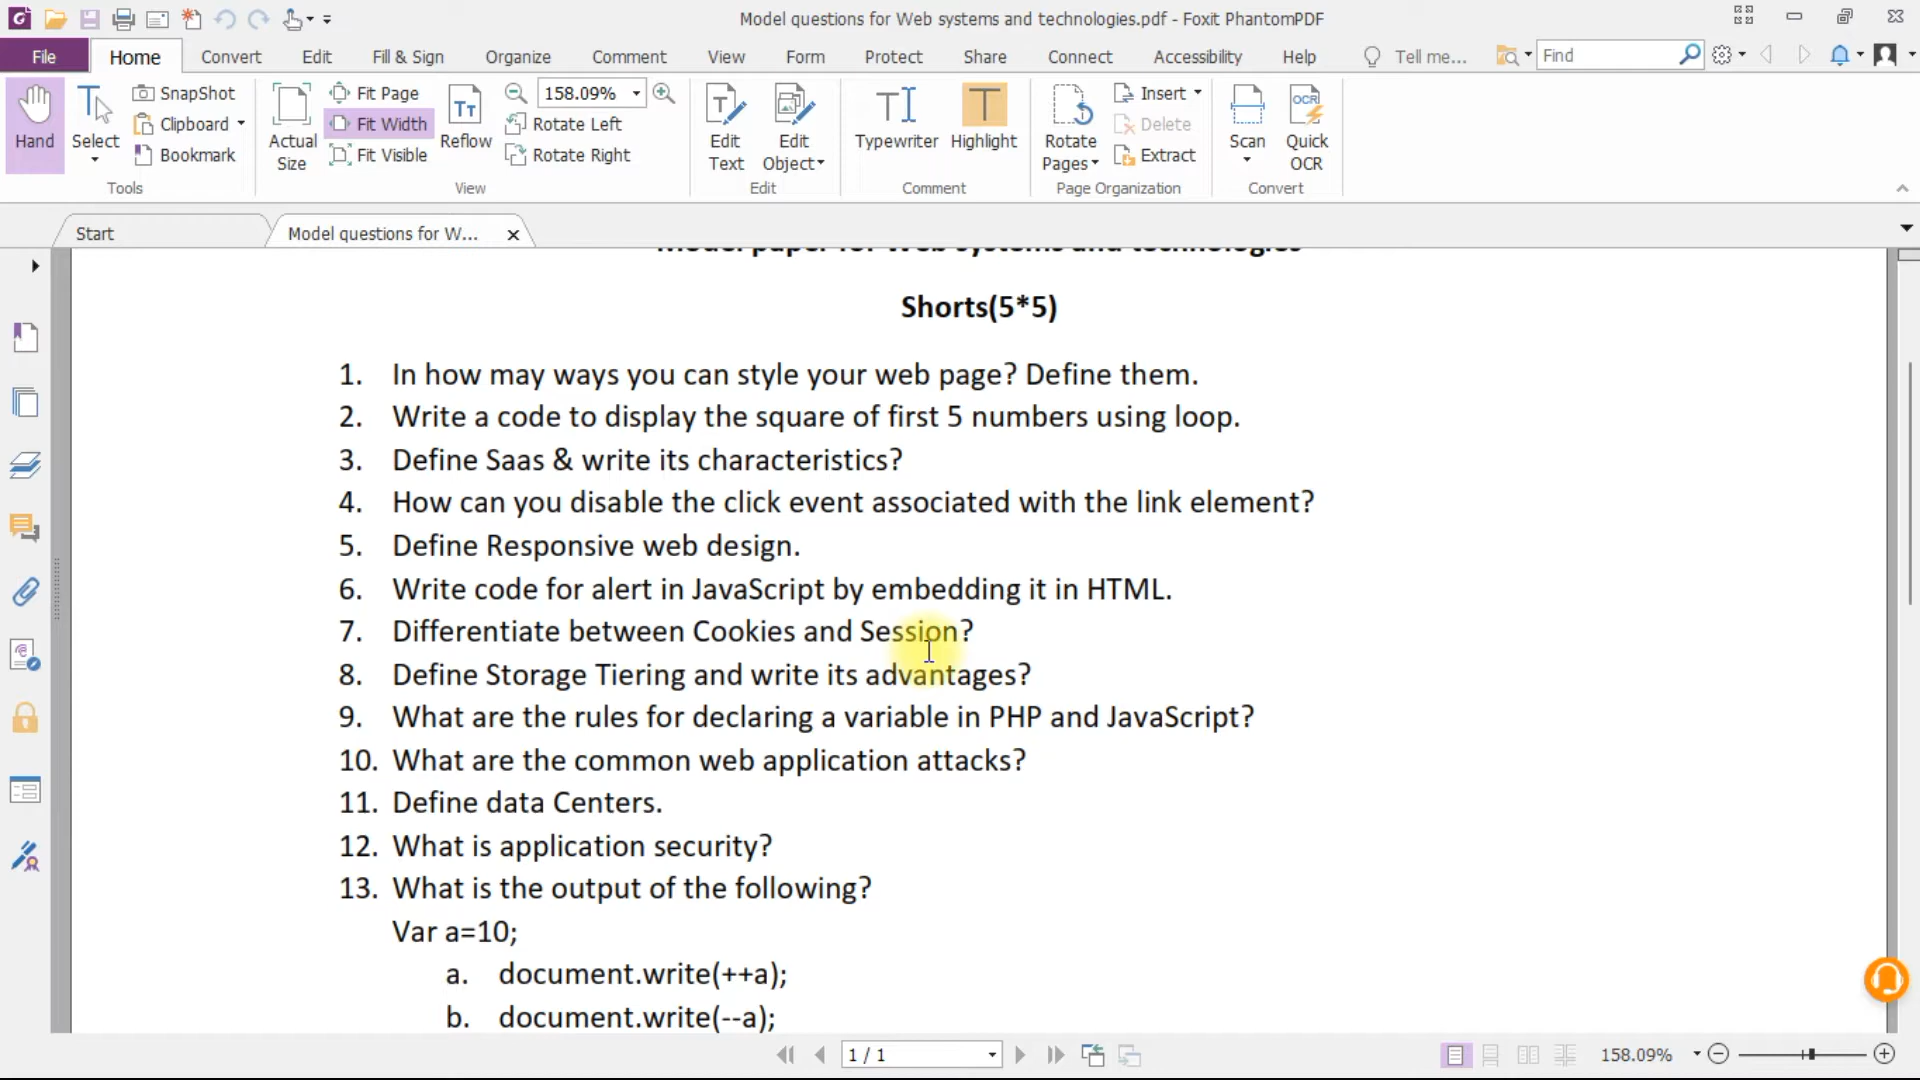 Model questions for Web systems and technologies.pdf - Foxit PhantomPDF
File Home Convert Edit Fill & Sign Organize Comment View Form Protect Share Connect Accessibility Help Tell me... Find
Hand
Select
SnapShot
Clipboard
Bookmark
Tools
Actual Size
Fit Page
Fit Width
Fit Visible
Reflow
158.09%
Rotate Left
Rotate Right
View
Edit Text
Edit Object
Edit
Typewriter
Highlight
Comment
Rotate Pages
Insert
Delete
Extract
Page Organization
Scan
OCR
Quick OCR
Convert
Start
Model questions for W...
Model paper for Web systems and technologies
Shorts(5*5)
1. In how may ways you can style your web page? Define them.
2. Write a code to display the square of first 5 numbers using loop.
3. Define Saas & write its characteristics?
4. How can you disable the click event associated with the link element?
5. Define Responsive web design.
6. Write code for alert in JavaScript by embedding it in HTML.
7. Differentiate between Cookies and Session?
8. Define Storage Tiering and write its advantages?
9. What are the rules for declaring a variable in PHP and JavaScript?
10. What are the common web application attacks?
11. Define data Centers.
12. What is application security?
13. What is the output of the following?
Var a=10;
a. document.write(++a);
b. document.write(--a);
1 / 1
158.09%